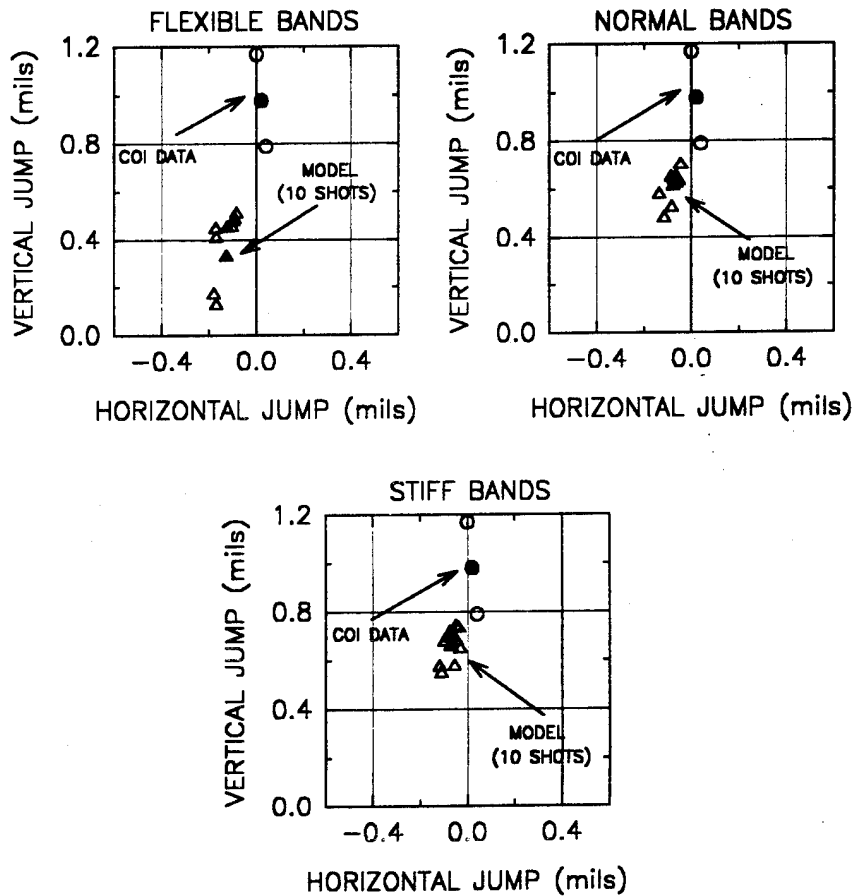 FLEXIBLE BANDS
1.2
0.8
0.4
0.0
VERTICAL JUMP (mils)
COI DATA
MODEL
(10 SHOTS)
−0.4 0.0 0.4
HORIZONTAL JUMP (mils)
NORMAL BANDS
1.2
0.8
0.4
0.0
VERTICAL JUMP (mils)
COI DATA
MODEL
(10 SHOTS)
−0.4 0.0 0.4
HORIZONTAL JUMP (mils)
STIFF BANDS
1.2
0.8
0.4
0.0
VERTICAL JUMP (mils)
COI DATA
MODEL
(10 SHOTS)
−0.4 0.0 0.4
HORIZONTAL JUMP (mils)